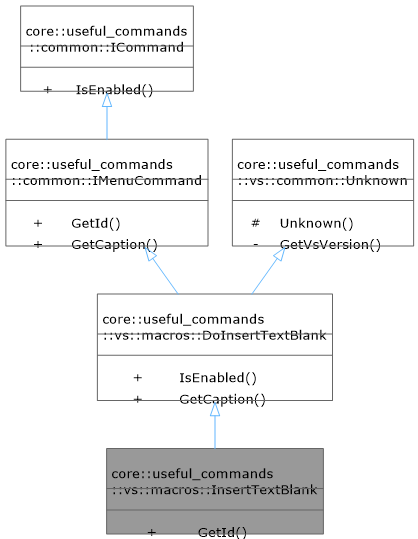 core::useful_commands
::common::ICommand
+ IsEnabled()
core::useful_commands
::common::IMenuCommand
+ GetId()
+ GetCaption()
core::useful_commands
::vs::common::Unknown
# Unknown()
- GetVsVersion()
core::useful_commands
::vs::macros::DoInsertTextBlank
+ IsEnabled()
+ GetCaption()
core::useful_commands
::vs::macros::InsertTextBlank
+ GetId()